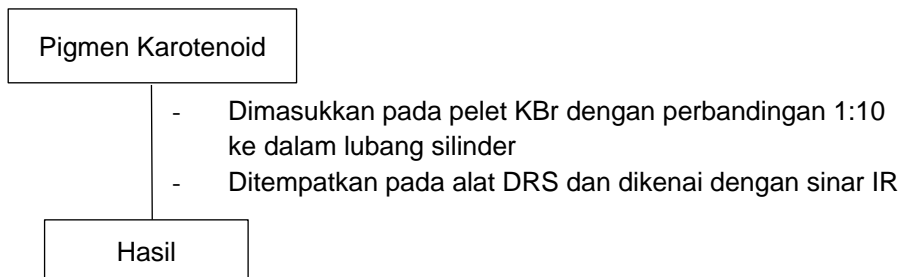 Pigmen Karotenoid
- Dimasukkan pada pelet KBr dengan perbandingan 1:10
ke dalam lubang silinder
- Ditempatkan pada alat DRS dan dikenai dengan sinar IR
Hasil